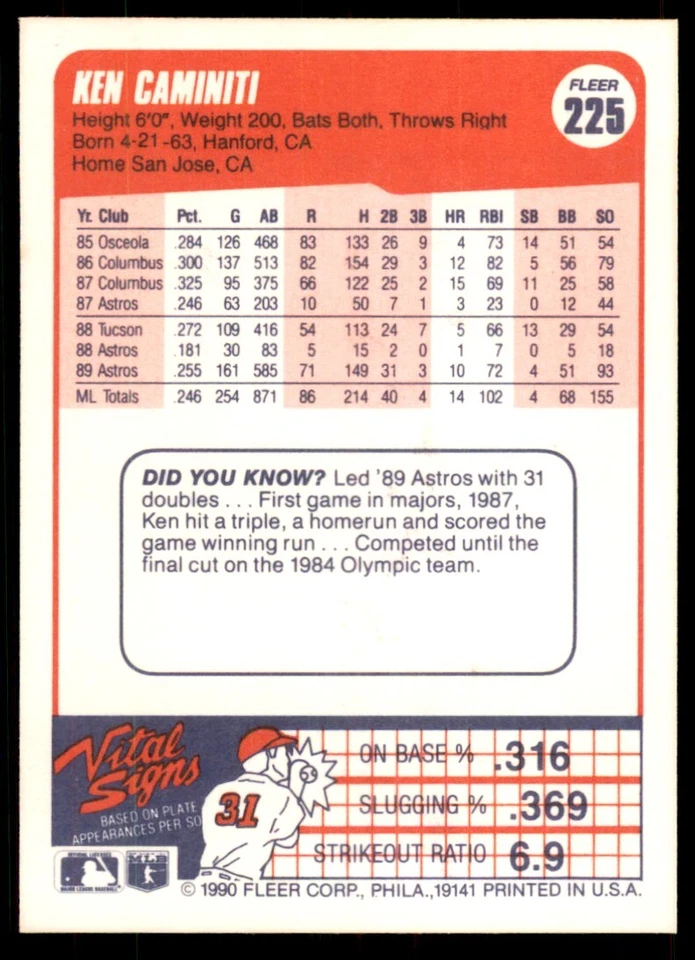 KEN CAMINITI
FLEER
225
Height 6'0", Weight 200, Bats Both, Throws Right
Born 4-21-63, Hanford, CA
Home San Jose, CA
Yr. Club Pct. G AB R H 2B 3B HR RBI SB BB SO
85 Osceola .284 126 468 83 133 26 9 4 73 14 51 54
86 Columbus .300 137 513 82 154 29 3 12 82 5 56 79
87 Columbus .325 95 375 66 122 25 2 15 69 11 25 58
87 Astros .246 63 203 10 50 7 1 3 23 0 12 44
88 Tucson .272 109 416 54 113 24 7 5 66 13 29 54
88 Astros .181 30 83 5 15 2 0 1 7 0 5 18
89 Astros .255 161 585 71 149 31 3 10 72 4 51 93
ML Totals .246 254 871 86 214 40 4 14 102 4 68 155
DID YOU KNOW? Led '89 Astros with 31
doubles . . . First game in majors, 1987,
Ken hit a triple, a homerun and scored the
game winning run . . . Competed until the
final cut on the 1984 Olympic team.
Vital
Signs
BASED ON PLATE
APPEARANCES PER SO
31
ON BASE % .316
SLUGGING % .369
STRIKEOUT RATIO 6.9
MAJOR LEAGUE BASEBALL
© 1990 FLEER CORP., PHILA.,19141 PRINTED IN U.S.A.